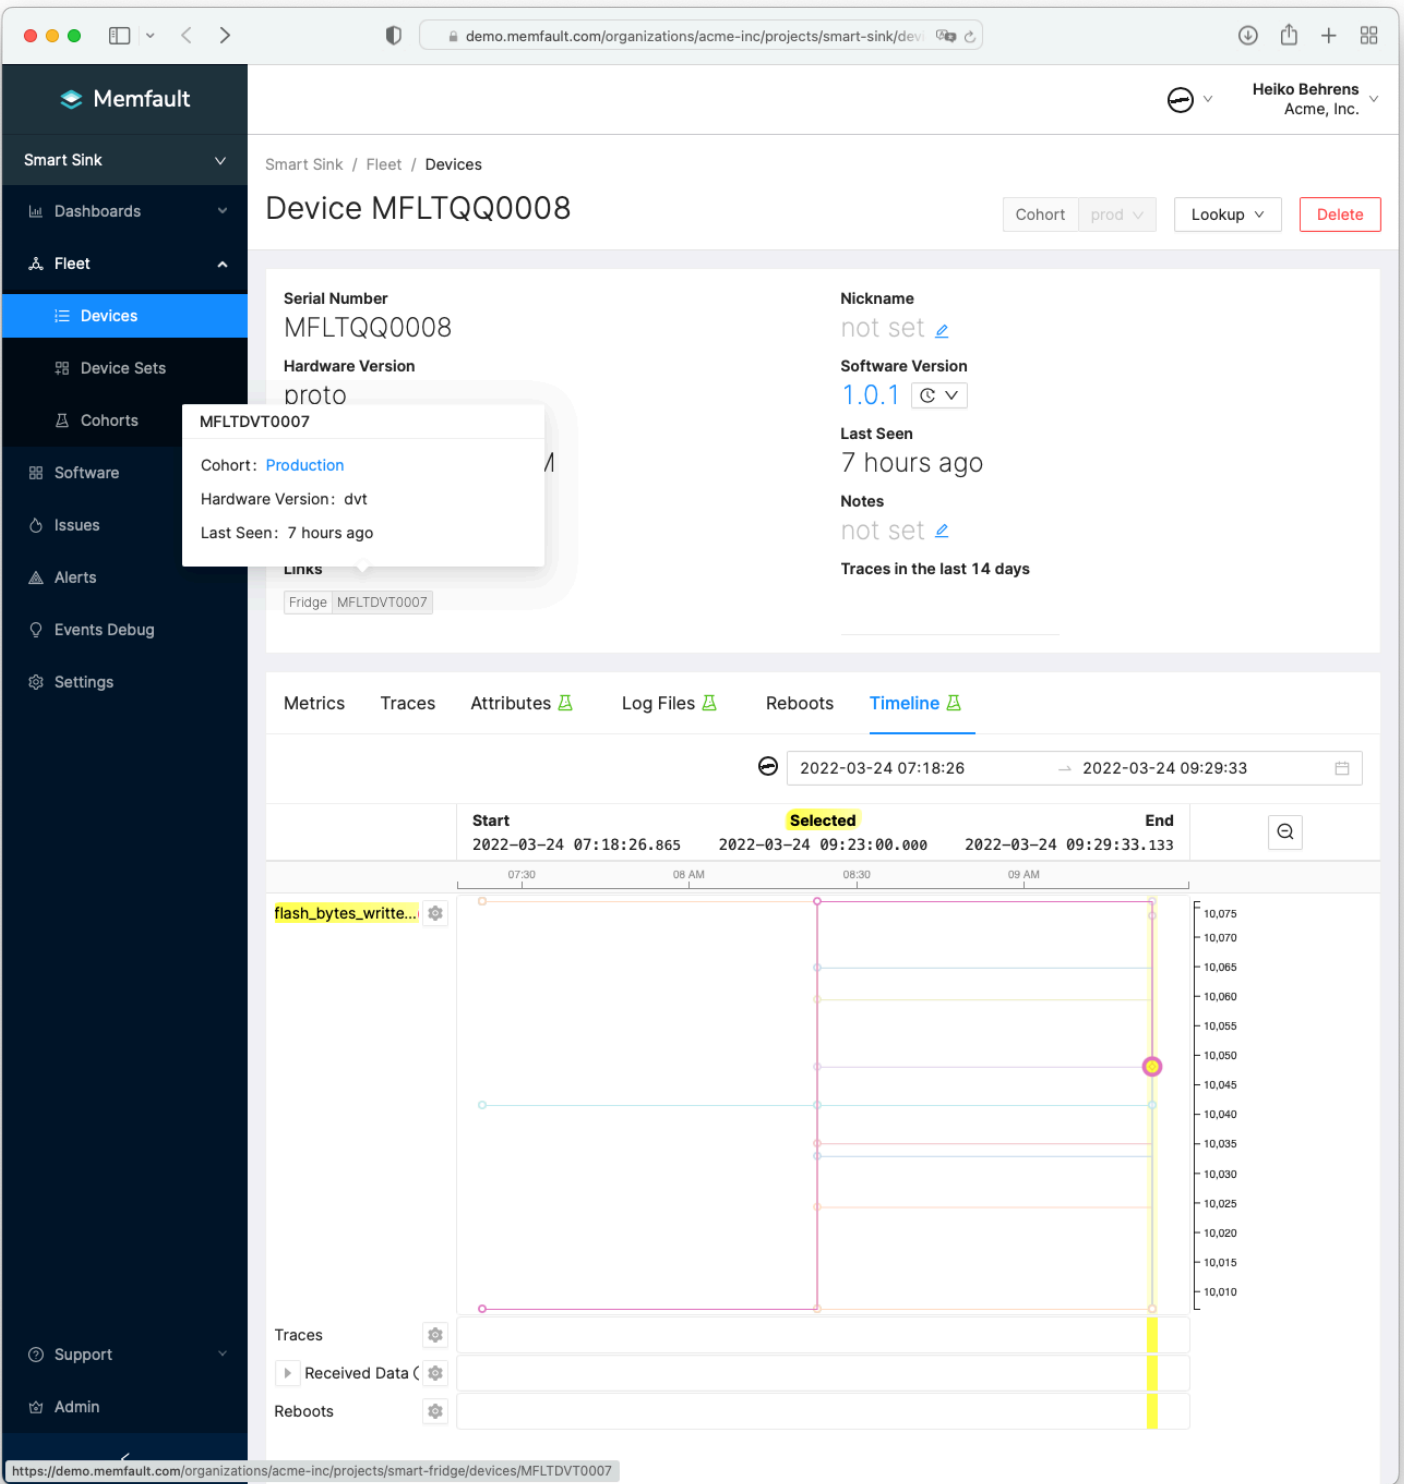 demo.memfault.com/organizations/acme-inc/projects/smart-sink/devi
Memfault
Heiko Behrens
Acme, Inc.
Smart Sink
Smart Sink / Fleet / Devices
Dashboards
Device MFLTQQ0008
Cohort prod
Lookup
Delete
Fleet
Devices
Device Sets
Cohorts
Software
Issues
Alerts
Events Debug
Settings
Serial Number
MFLTQQ0008
Hardware Version
proto
Nickname
not set
Software Version
1.0.1
Last Seen
7 hours ago
Notes
not set
Traces in the last 14 days
MFLTDVT0007
Cohort: Production
Hardware Version: dvt
Last Seen: 7 hours ago
M
Links
Fridge MFLTDVT0007
Metrics Traces Attributes Log Files Reboots Timeline
2022-03-24 07:18:26 → 2022-03-24 09:29:33
Start Selected End
2022-03-24 07:18:26.865 2022-03-24 09:23:00.000 2022-03-24 09:29:33.133
07:30 08 AM 08:30 09 AM
flash_bytes_writte...
10,075
10,070
10,065
10,060
10,055
10,050
10,045
10,040
10,035
10,030
10,025
10,020
10,015
10,010
Traces
Received Data (
Reboots
Support
Admin
https://demo.memfault.com/organizations/acme-inc/projects/smart-fridge/devices/MFLTDVT0007